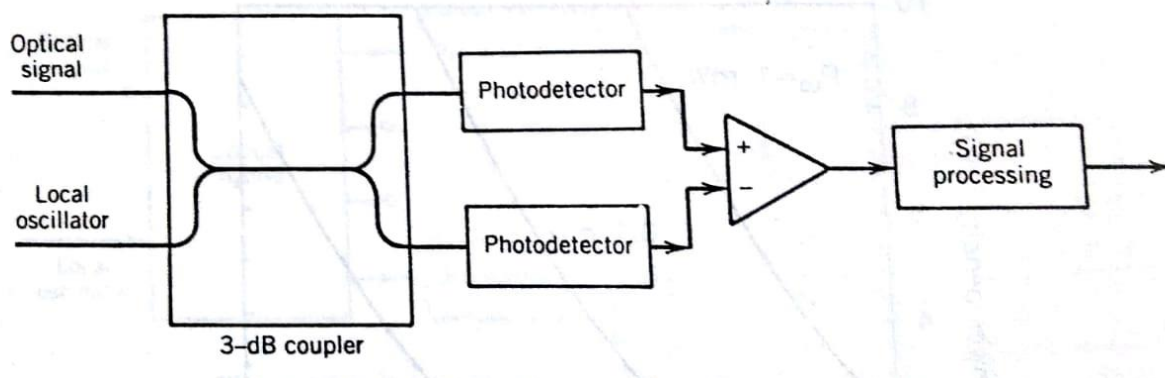 Optical
signal
Photodetector
+
Signal
processing
−
Local
oscillator
Photodetector
3–dB coupler